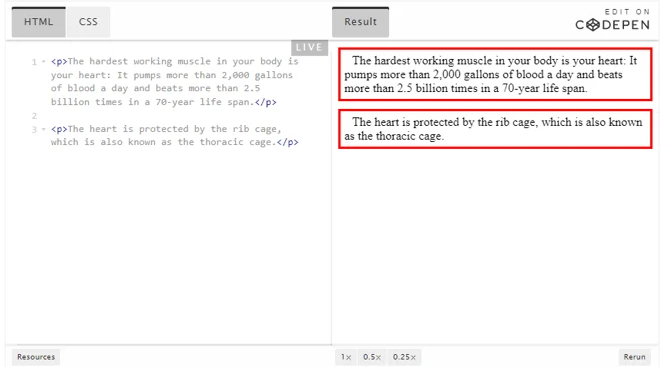 HTML CSS Result EDIT ON
CODEPEN
LIVE
1 <p>The hardest working muscle in your body is
your heart: It pumps more than 2,000 gallons
of blood a day and beats more than 2.5
billion times in a 70-year life span.</p>
2
3 <p>The heart is protected by the rib cage,
which is also known as the thoracic cage.</p>
The hardest working muscle in your body is your heart: It
pumps more than 2,000 gallons of blood a day and beats
more than 2.5 billion times in a 70-year life span.
The heart is protected by the rib cage, which is also known
as the thoracic cage.
Resources 1× 0.5× 0.25× Rerun